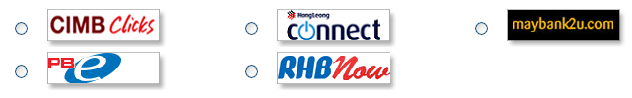 CIMB Clicks
HongLeong
Connect
maybank2u.com
PB e
RHB Now